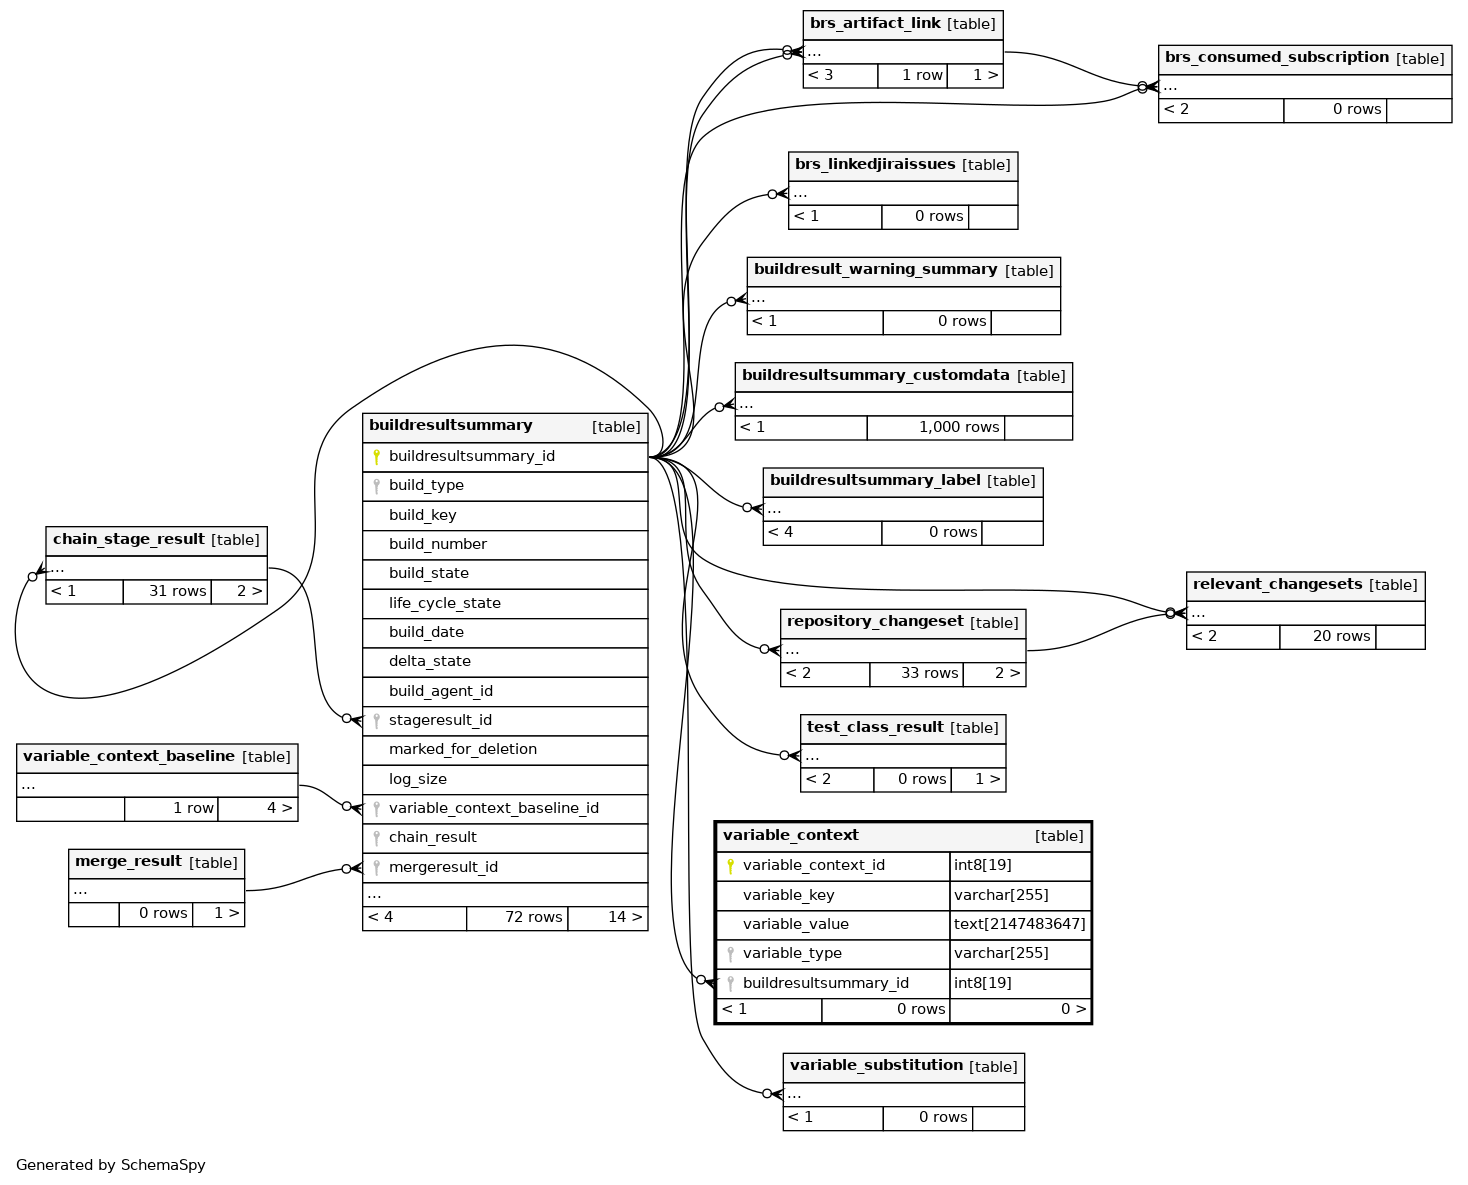 brs_artifact_link [table]
...
< 3 1 row 1 >
brs_consumed_subscription [table]
...
< 2 0 rows
brs_linkedjiraissues [table]
...
< 1 0 rows
buildresult_warning_summary [table]
...
< 1 0 rows
buildresultsummary_customdata [table]
...
< 1 1,000 rows
buildresultsummary [table]
buildresultsummary_id
build_type
build_key
build_number
build_state
life_cycle_state
build_date
delta_state
build_agent_id
stageresult_id
marked_for_deletion
log_size
variable_context_baseline_id
chain_result
mergeresult_id
...
< 4 72 rows 14 >
buildresultsummary_label [table]
...
< 4 0 rows
chain_stage_result [table]
...
< 1 31 rows 2 >
relevant_changesets [table]
...
< 2 20 rows
repository_changeset [table]
...
< 2 33 rows 2 >
test_class_result [table]
...
< 2 0 rows 1 >
variable_context_baseline [table]
...
1 row 4 >
merge_result [table]
...
0 rows 1 >
variable_context [table]
variable_context_id int8[19]
variable_key varchar[255]
variable_value text[2147483647]
variable_type varchar[255]
buildresultsummary_id int8[19]
< 1 0 rows 0 >
variable_substitution [table]
...
< 1 0 rows
Generated by SchemaSpy